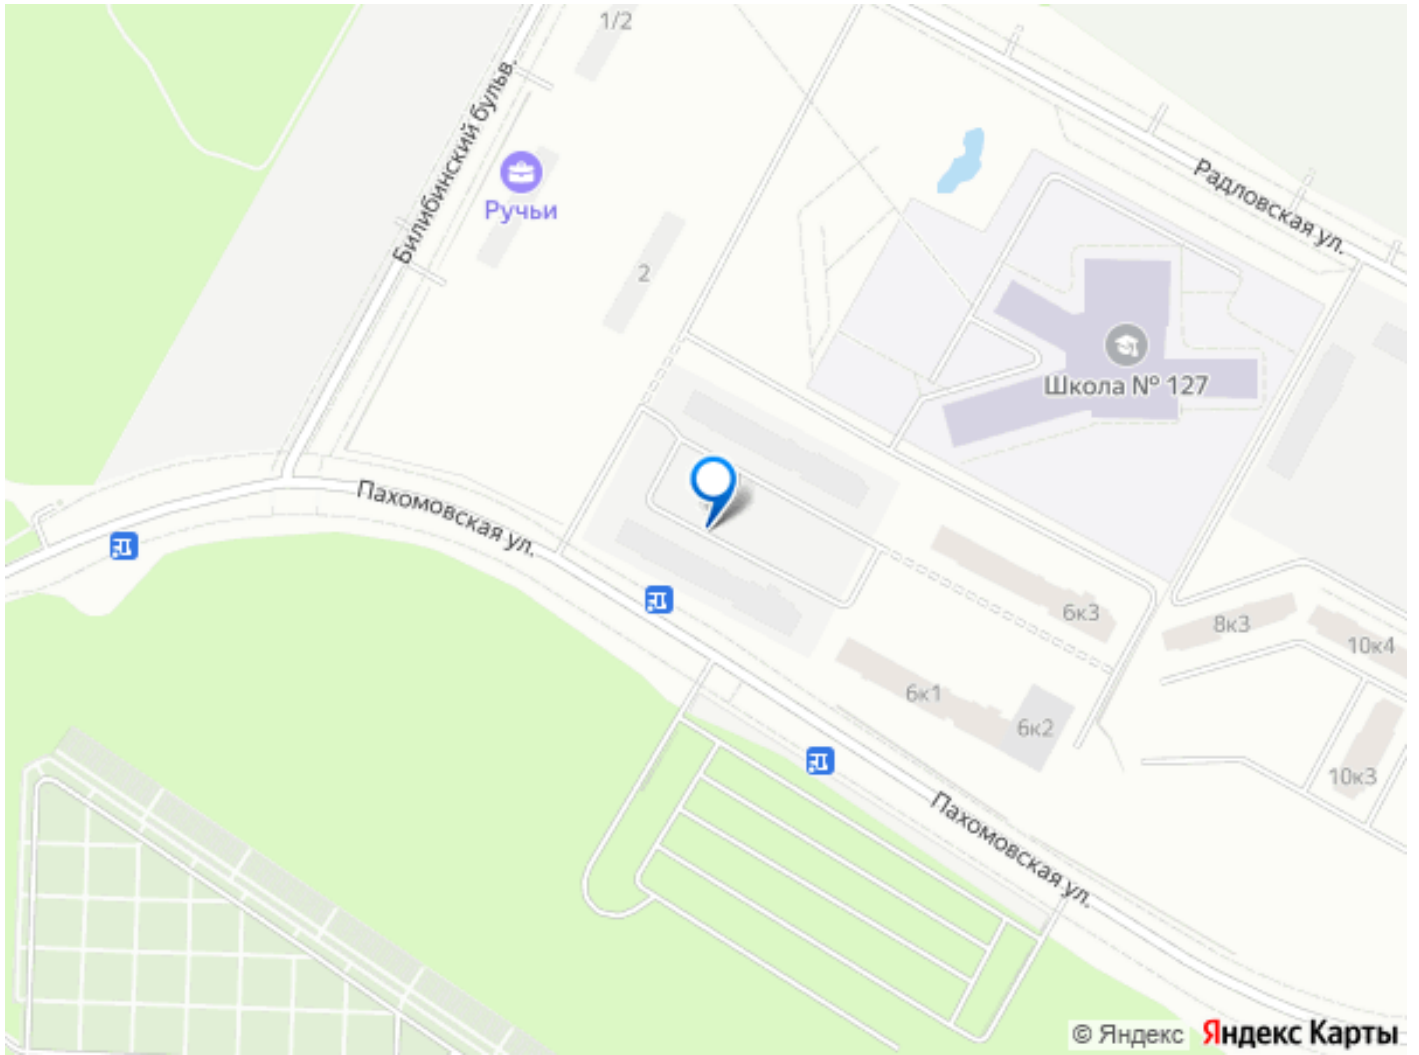 1/2
Билибинский бульв.
Ручьи
2
Радловская ул.
Школа № 127
Пахомовская ул.
6к3
8к3
10к4
6к1
6к2
10к3
Пахомовская ул.
© Яндекс Яндекс Карты